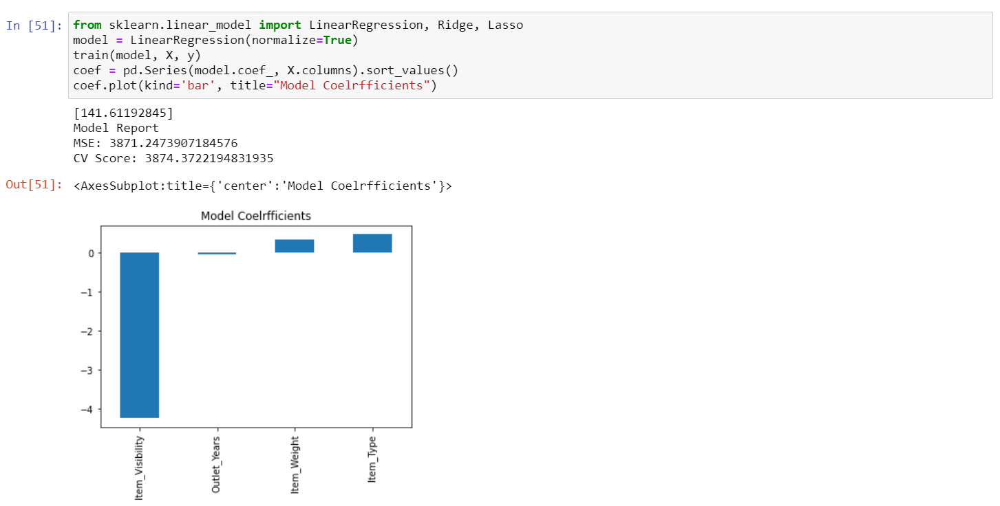 In [51]: from sklearn.linear_model import LinearRegression, Ridge, Lasso
model = LinearRegression(normalize=True)
train(model, X, y)
coef = pd.Series(model.coef_, X.columns).sort_values()
coef.plot(kind='bar', title="Model Coelrfficients")
[141.61192845]
Model Report
MSE: 3871.2473907184576
CV Score: 3874.3722194831935
Out[51]: <AxesSubplot:title={'center':'Model Coelrfficients'}>
Model Coelrfficients
0
−1
−2
−3
−4
Item_Visibility
Outlet_Years
Item_Weight
Item_Type